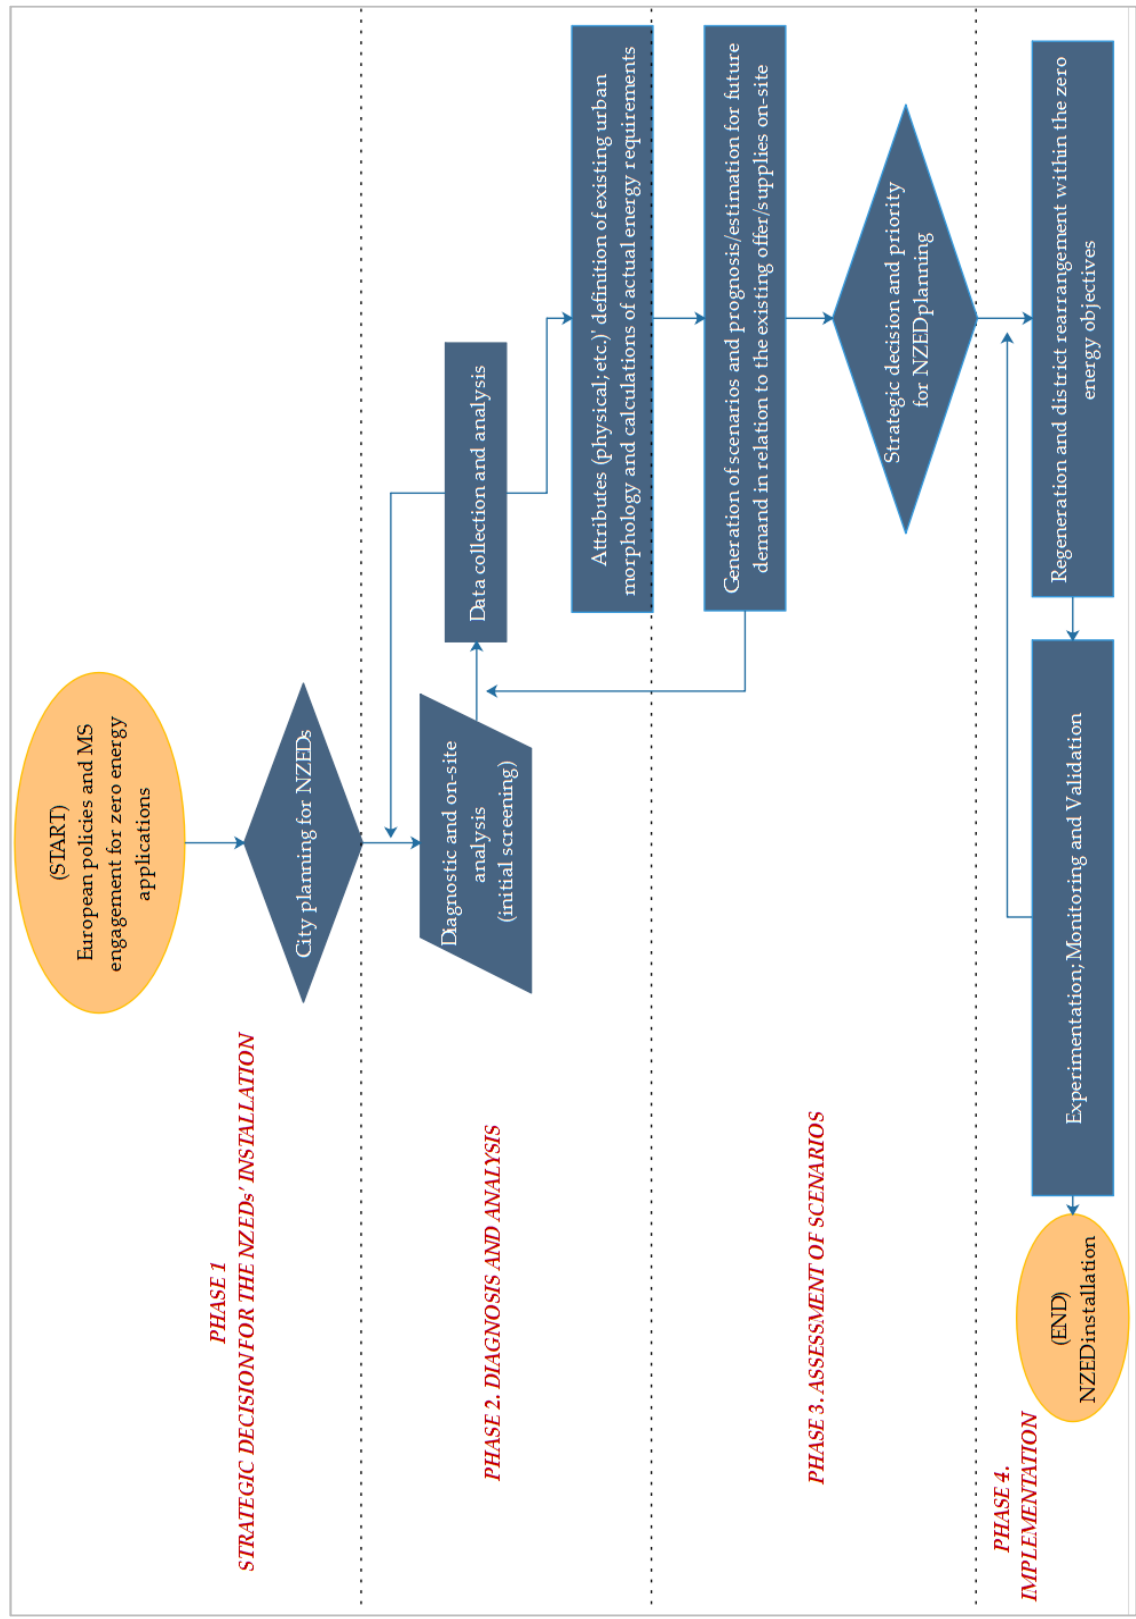 PHASE 1
STRATEGIC DECISION FOR THE NZEDs' INSTALLATION
(START)
European policies and MS
engagement for zero energy
applications
City planning for NZEDs
PHASE 2. DIAGNOSIS AND ANALYSIS
Diagnostic and on-site
analysis
(initial screening)
Data collection and analysis
Attributes (physical; etc.)' definition of existing urban
morphology and calculations of actual energy requirements
PHASE 3. ASSESSMENT OF SCENARIOS
Generation of scenarios and prognosis/estimation for future
demand in relation to the existing offer/supplies on-site
Strategic decision and priority
for NZED planning
PHASE 4.
IMPLEMENTATION
Regeneration and district rearrangement within the zero
energy objectives
Experimentation; Monitoring and Validation
(END)
NZED installation